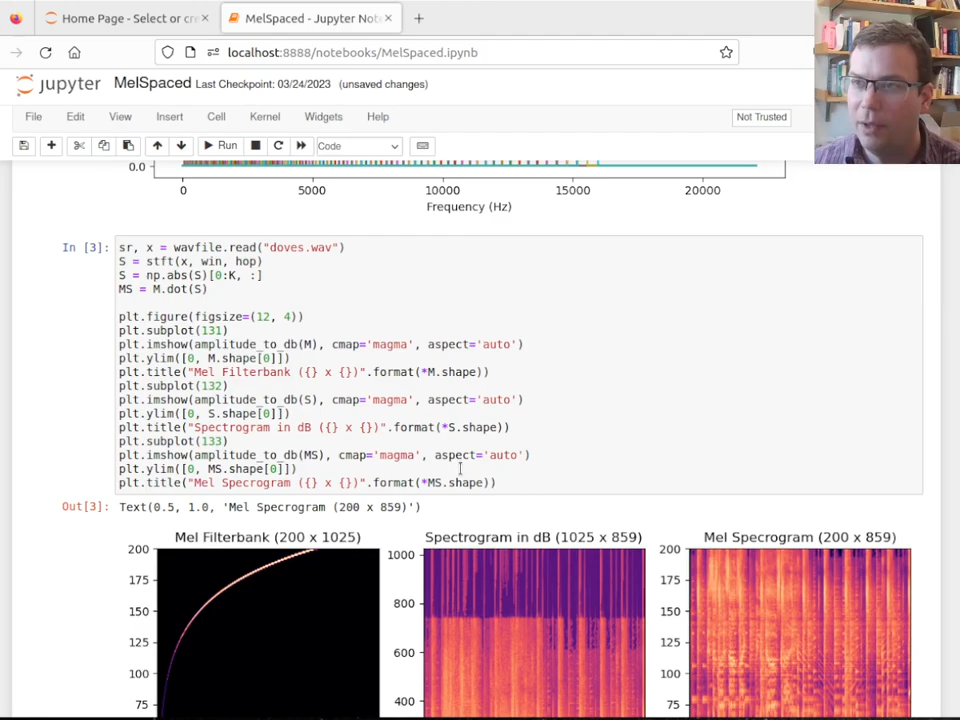 Home Page - Select or cre
MelSpaced - Jupyter Not
localhost:8888/notebooks/MelSpaced.ipynb
jupyter MelSpaced Last Checkpoint: 03/24/2023 (unsaved changes)
File Edit View Insert Cell Kernel Widgets Help Not Trusted
Run Code
0.0
0 5000 10000 15000 20000
Frequency (Hz)
In [3]: sr, x = wavfile.read("doves.wav")
S = stft(x, win, hop)
S = np.abs(S)[0:K, :]
MS = M.dot(S)
plt.figure(figsize=(12, 4))
plt.subplot(131)
plt.imshow(amplitude_to_db(M), cmap='magma', aspect='auto')
plt.ylim([0, M.shape[0]])
plt.title("Mel Filterbank ({} x {})".format(*M.shape))
plt.subplot(132)
plt.imshow(amplitude_to_db(S), cmap='magma', aspect='auto')
plt.ylim([0, S.shape[0]])
plt.title("Spectrogram in dB ({} x {})".format(*S.shape))
plt.subplot(133)
plt.imshow(amplitude_to_db(MS), cmap='magma', aspect='auto')
plt.ylim([0, MS.shape[0]])
plt.title("Mel Specrogram ({} x {})".format(*MS.shape))
Out[3]: Text(0.5, 1.0, 'Mel Specrogram (200 x 859)')
Mel Filterbank (200 x 1025)
200
175
150
125
100
75
Spectrogram in dB (1025 x 859)
1000
800
600
400
Mel Specrogram (200 x 859)
200
175
150
125
100
75